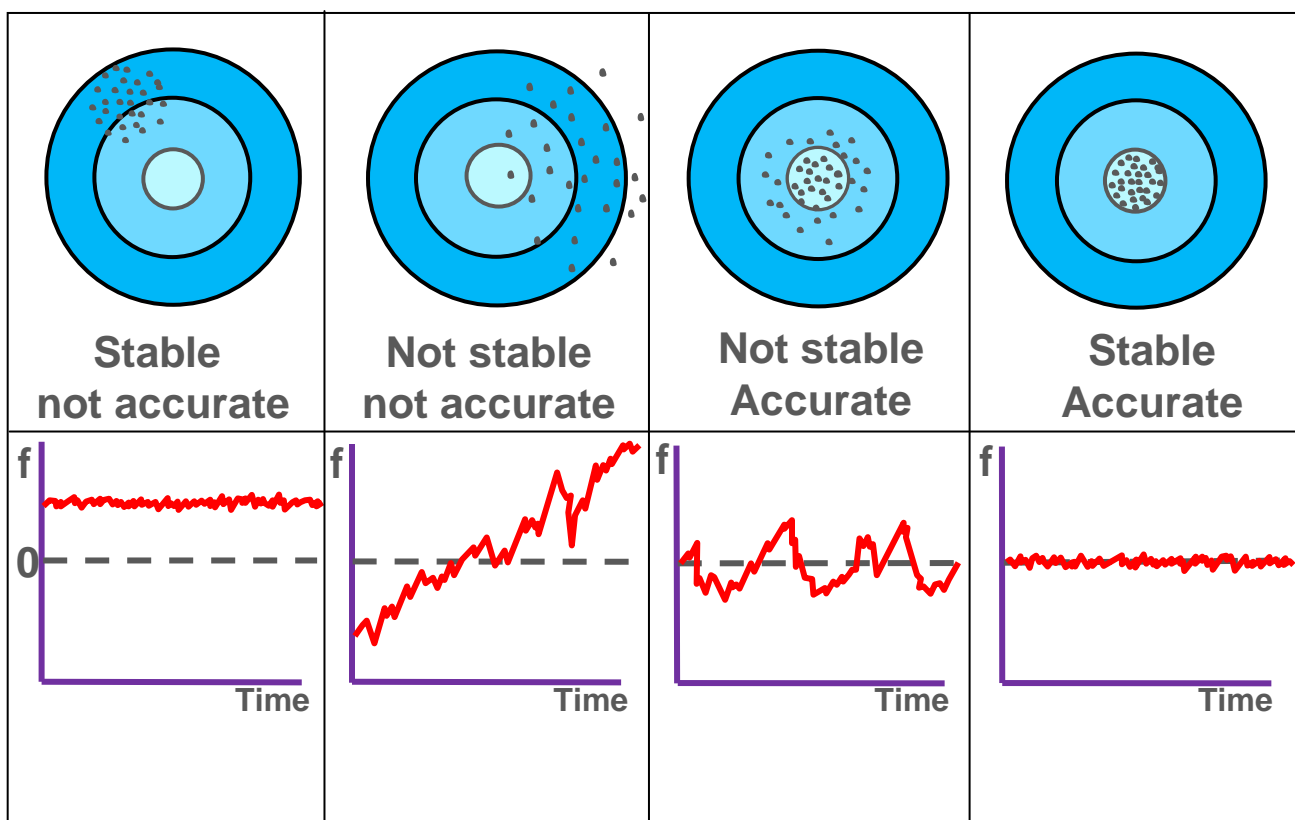 Stable
not accurate
Not stable
not accurate
Not stable
Accurate
Stable
Accurate
f
0
Time
f
Time
f
Time
f
Time